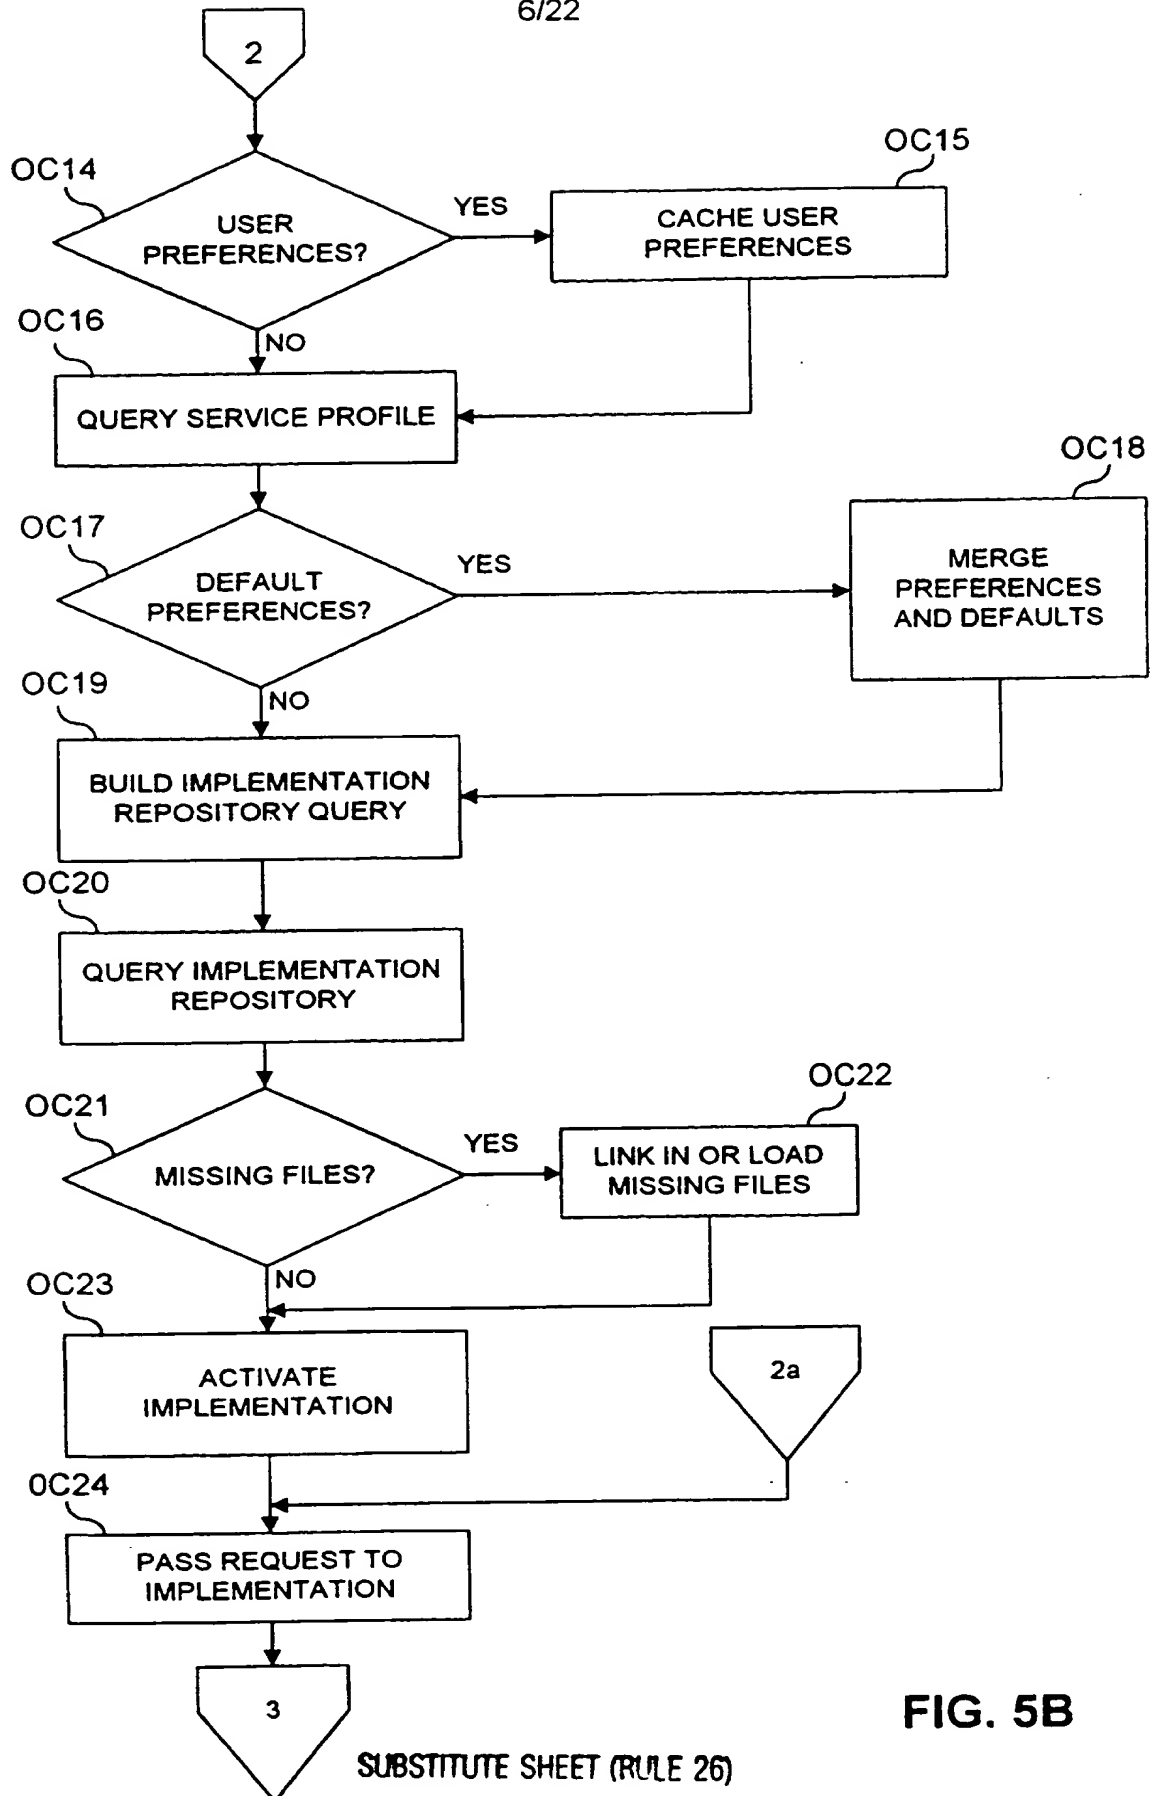 6/22
2
OC14
USER
PREFERENCES?
YES
OC15
CACHE USER
PREFERENCES
NO
OC16
QUERY SERVICE PROFILE
OC17
DEFAULT
PREFERENCES?
YES
OC18
MERGE
PREFERENCES
AND DEFAULTS
NO
OC19
BUILD IMPLEMENTATION
REPOSITORY QUERY
OC20
QUERY IMPLEMENTATION
REPOSITORY
OC21
MISSING FILES?
YES
OC22
LINK IN OR LOAD
MISSING FILES
NO
OC23
ACTIVATE
IMPLEMENTATION
2a
0C24
PASS REQUEST TO
IMPLEMENTATION
3
FIG. 5B
SUBSTITUTE SHEET (RULE 26)